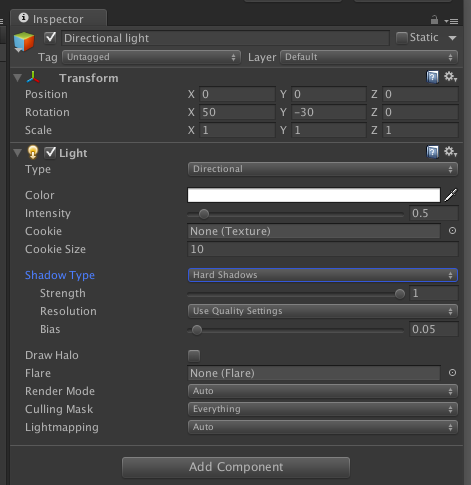 Inspector
Directional light Static
Tag Untagged Layer Default
Transform
Position X 0 Y 0 Z 0
Rotation X 50 Y -30 Z 0
Scale X 1 Y 1 Z 1
Light
Type Directional
Color
Intensity 0.5
Cookie None (Texture)
Cookie Size 10
Shadow Type Hard Shadows
Strength 1
Resolution Use Quality Settings
Bias 0.05
Draw Halo
Flare None (Flare)
Render Mode Auto
Culling Mask Everything
Lightmapping Auto
Add Component